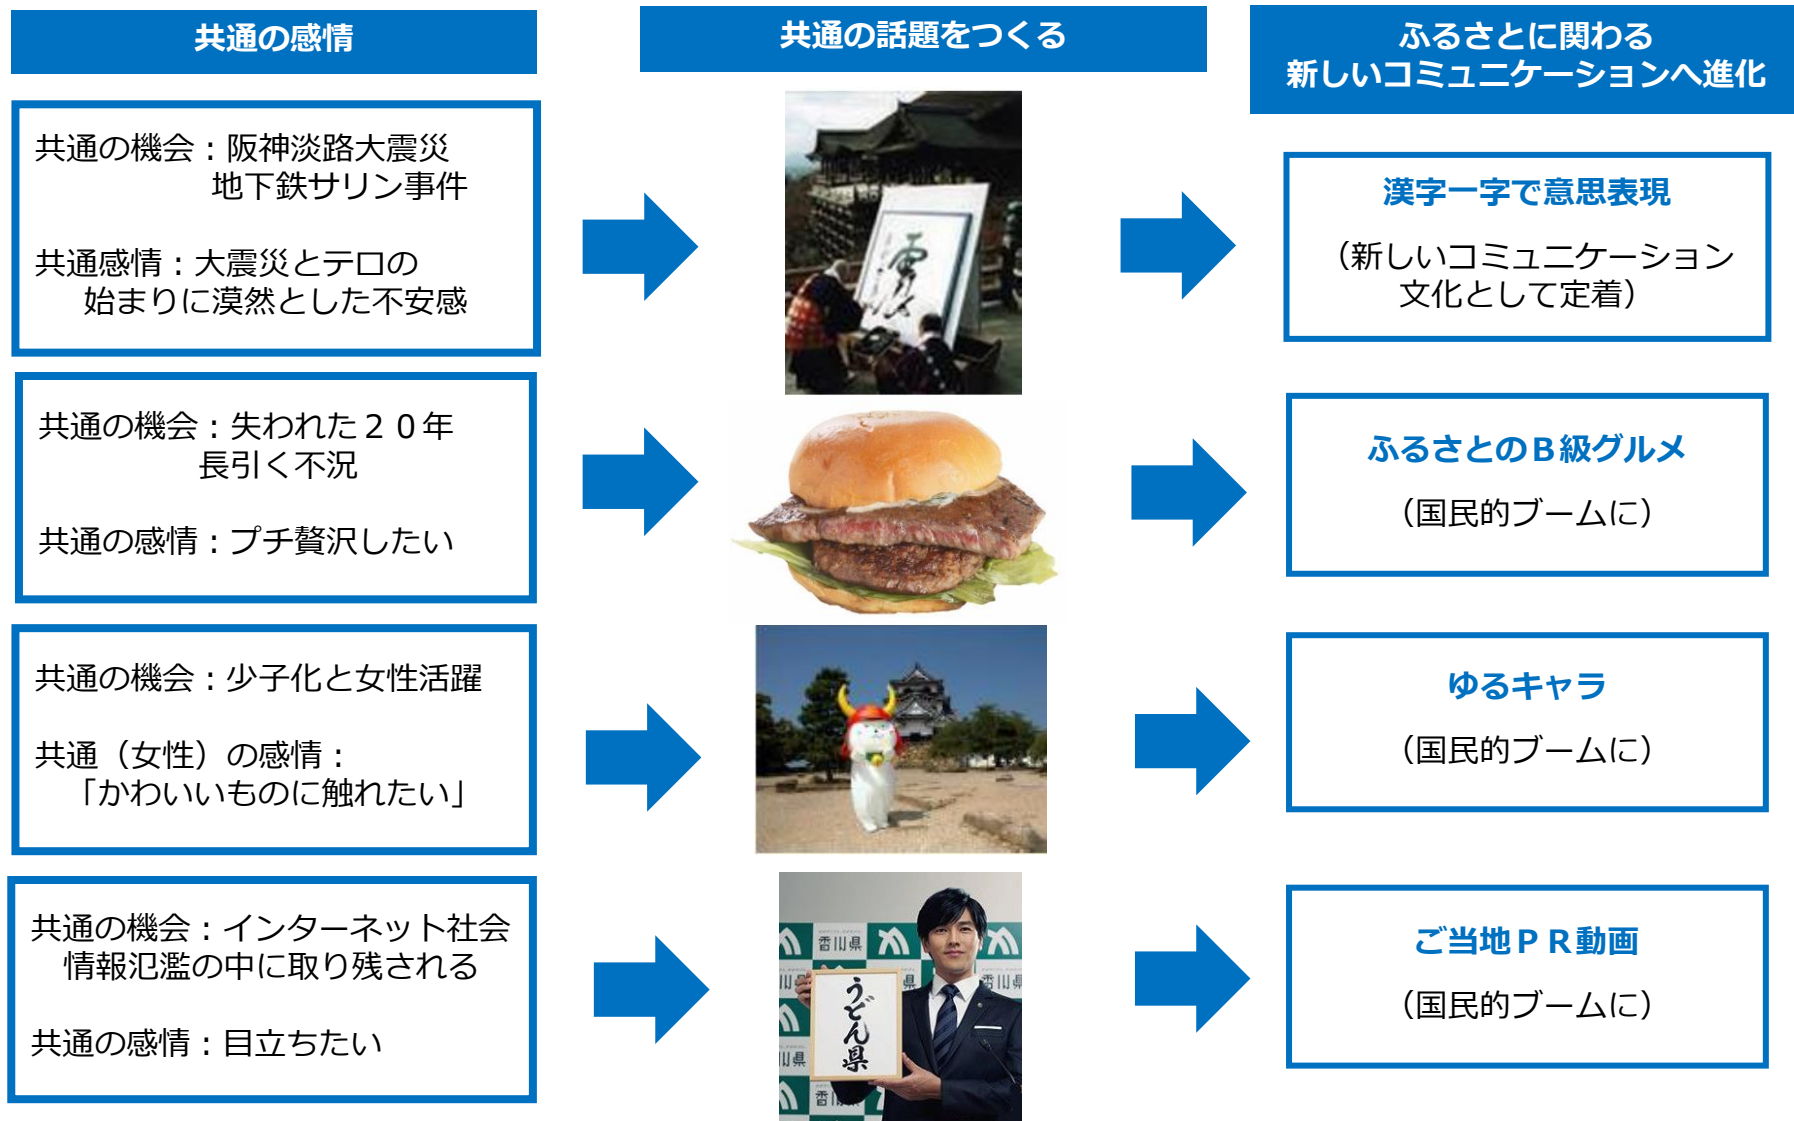 共通の感情
共通の話題をつくる
ふるさとに関わる
新しいコミュニケーションへ進化
共通の機会：阪神淡路大震災
地下鉄サリン事件
共通感情：大震災とテロの
始まりに漠然とした不安感
震
漢字一字で意思表現
（新しいコミュニケーション
文化として定着）
共通の機会：失われた２０年
長引く不況
共通の感情：プチ贅沢したい
ふるさとのＢ級グルメ
（国民的ブームに）
共通の機会：少子化と女性活躍
共通（女性）の感情：
「かわいいものに触れたい」
ゆるキャラ
（国民的ブームに）
共通の機会：インターネット社会
情報氾濫の中に取り残される
共通の感情：目立ちたい
香川県
うどん県
ご当地ＰＲ動画
（国民的ブームに）